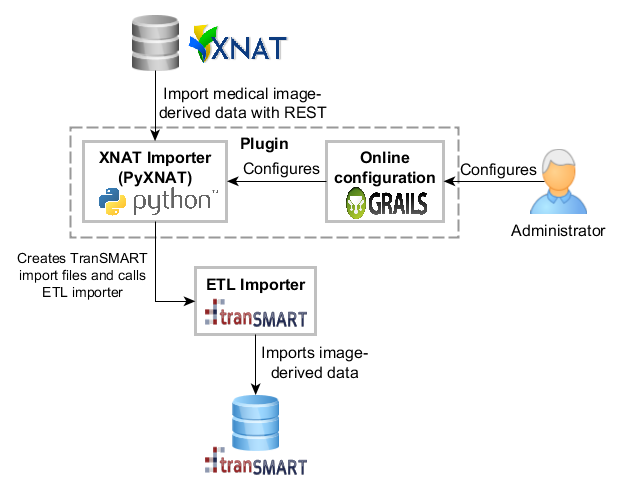 XNAT
Import medical image-
derived data with REST
Plugin
XNAT Importer
(PyXNAT)
python™
Configures
Online
configuration
GRAILS
Configures
Administrator
Creates TranSMART
import files and calls
ETL importer
ETL Importer
tranSMART
Imports image-
derived data
tranSMART